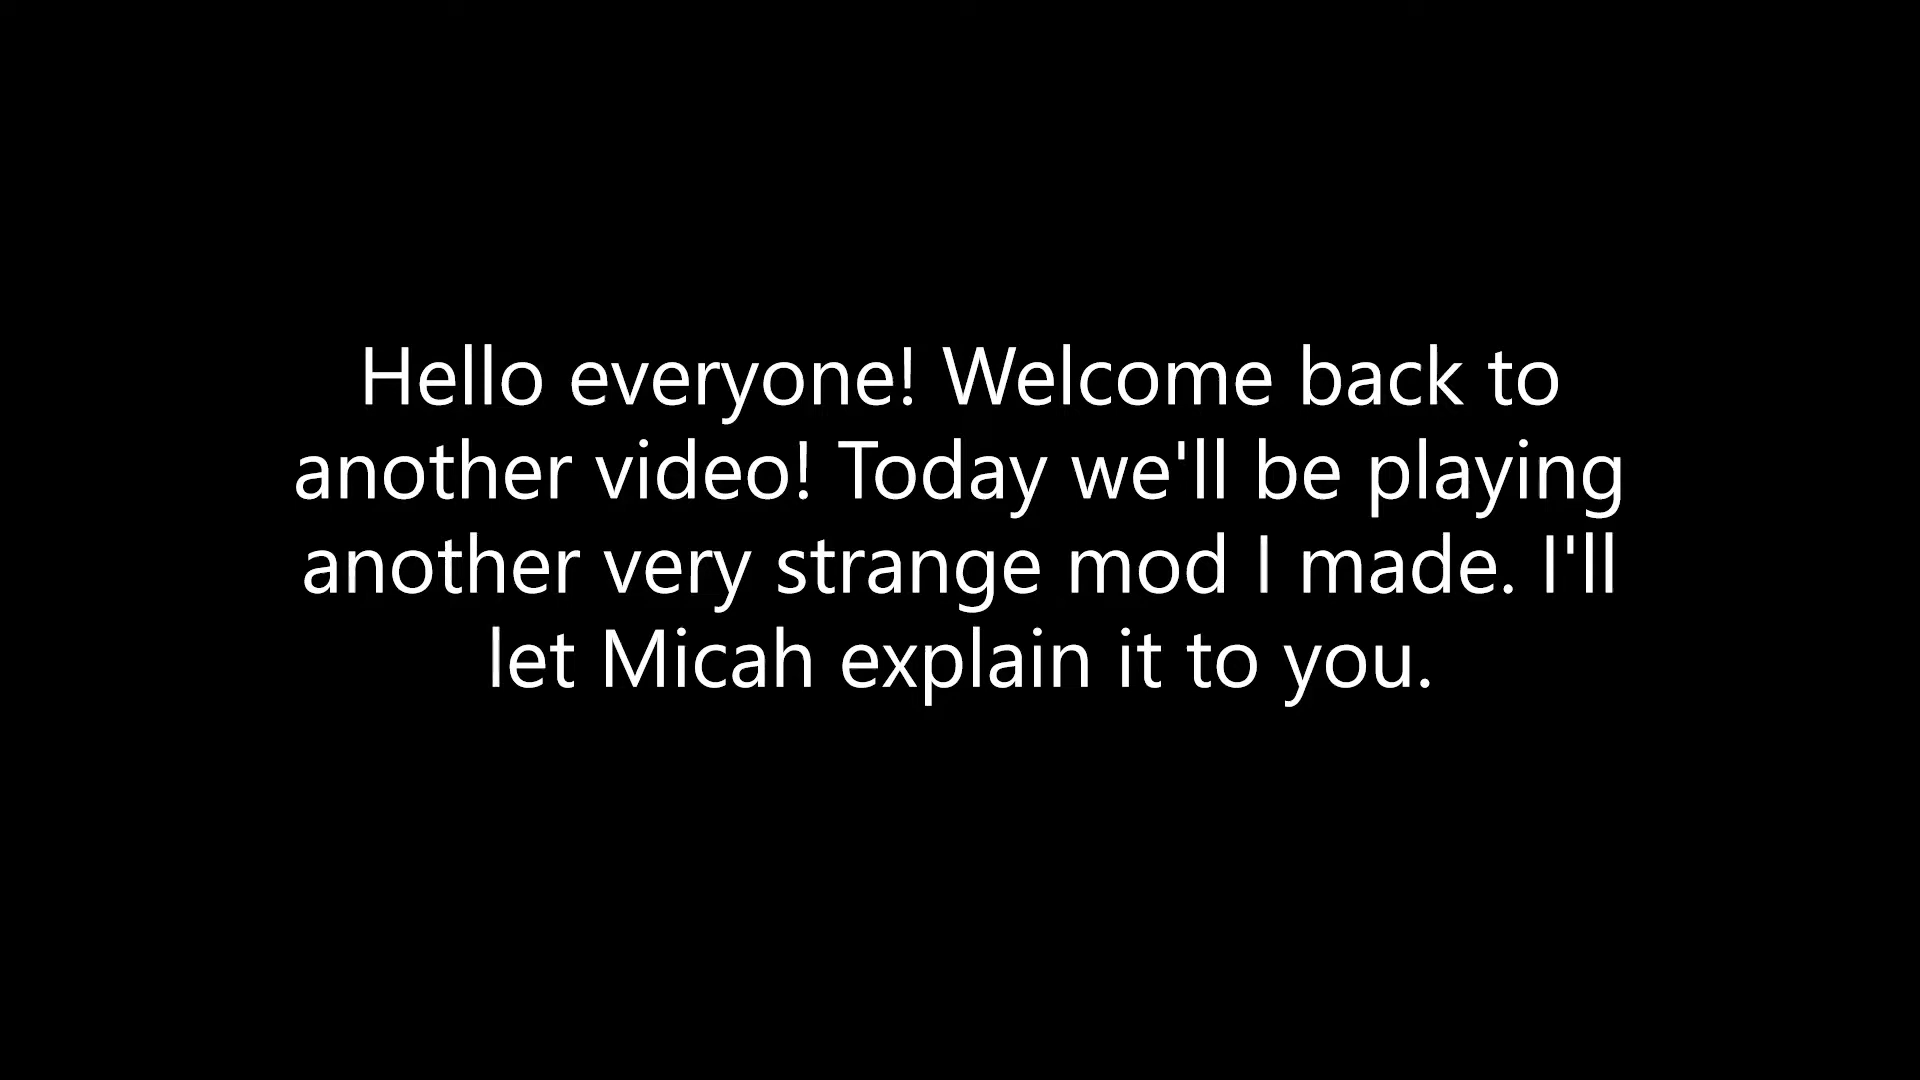 Hello everyone! Welcome back to
another video! Today we'll be playing
another very strange mod I made. I'll
let Micah explain it to you.